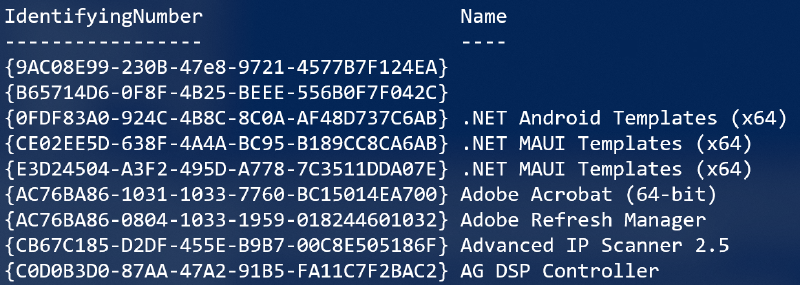 IdentifyingNumber Name
----------------- ----
{9AC08E99-230B-47e8-9721-4577B7F124EA}
{B65714D6-0F8F-4B25-BEEE-556B0F7F042C}
{0FDF83A0-924C-4B8C-8C0A-AF48D737C6AB} .NET Android Templates (x64)
{CE02EE5D-638F-4A4A-BC95-B189CC8CA6AB} .NET MAUI Templates (x64)
{E3D24504-A3F2-495D-A778-7C3511DDA07E} .NET MAUI Templates (x64)
{AC76BA86-1031-1033-7760-BC15014EA700} Adobe Acrobat (64-bit)
{AC76BA86-0804-1033-1959-018244601032} Adobe Refresh Manager
{CB67C185-D2DF-455E-B9B7-00C8E505186F} Advanced IP Scanner 2.5
{C0D0B3D0-87AA-47A2-91B5-FA11C7F2BAC2} AG DSP Controller